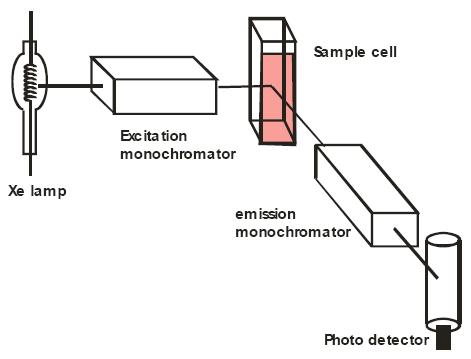 Sample cell
Excitation
monochromator
Xe lamp
emission
monochromator
Photo detector